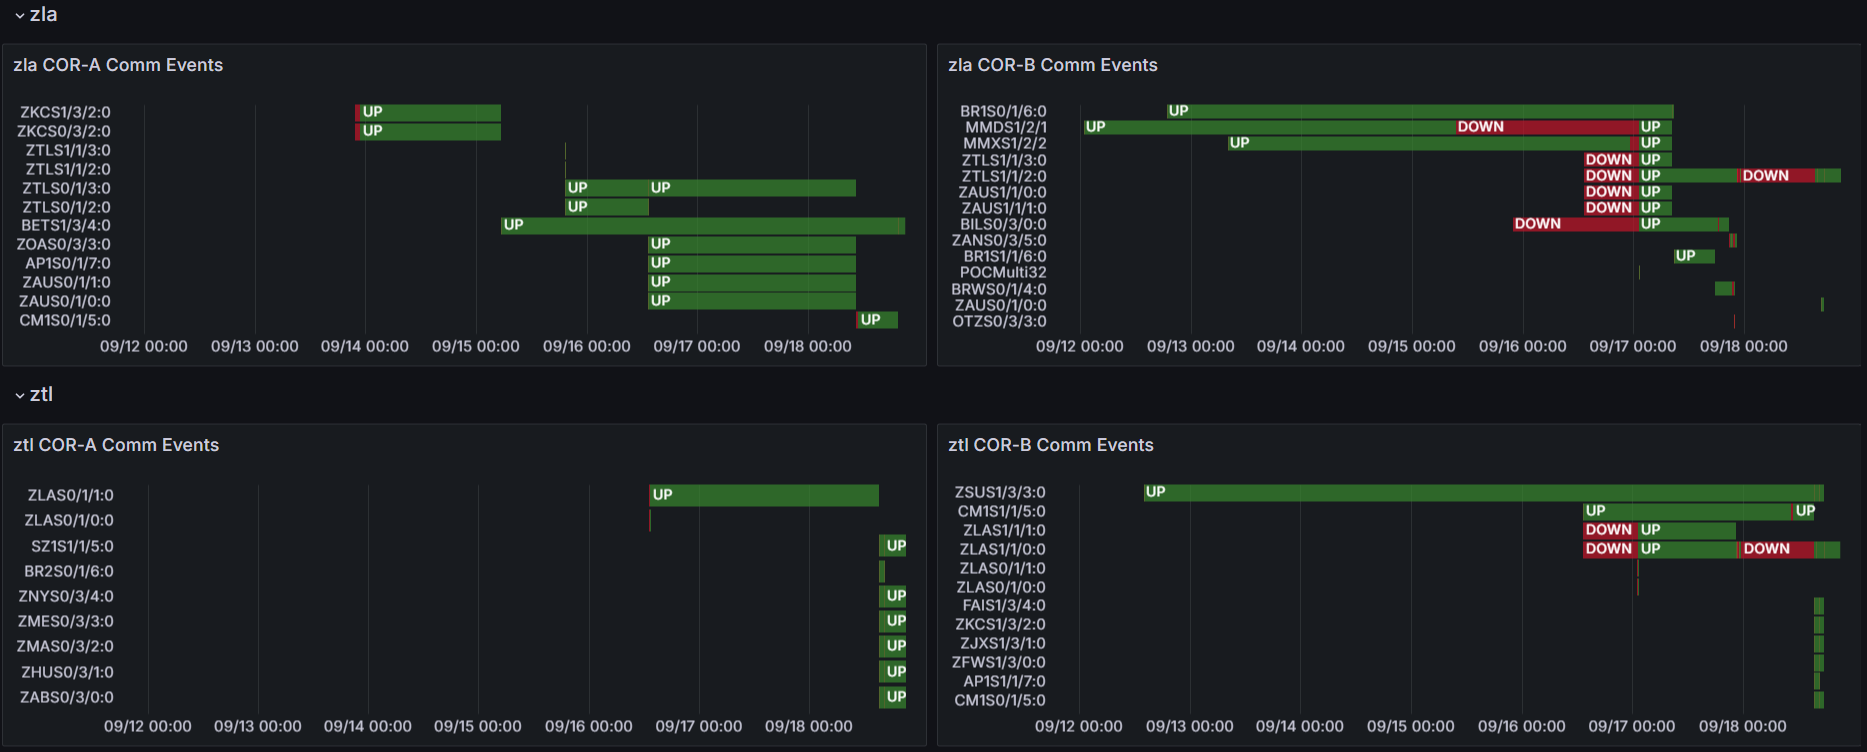 zla
zla COR-A Comm Events
ZKCS1/3/2:0 UP
ZKCS0/3/2:0 UP
ZTLS1/1/3:0
ZTLS1/1/2:0
ZTLS0/1/3:0 UP UP
ZTLS0/1/2:0 UP
BETS1/3/4:0 UP
ZOAS0/3/3:0 UP
AP1S0/1/7:0 UP
ZAUS0/1/1:0 UP
ZAUS0/1/0:0 UP
CM1S0/1/5:0 UP
09/12 00:00 09/13 00:00 09/14 00:00 09/15 00:00 09/16 00:00 09/17 00:00 09/18 00:00
zla COR-B Comm Events
BR1S0/1/6:0 UP
MMDS1/2/1 UP DOWN UP
MMXS1/2/2 UP UP
ZTLS1/1/3:0 DOWN UP
ZTLS1/1/2:0 DOWN UP DOWN
ZAUS1/1/0:0 DOWN UP
ZAUS1/1/1:0 DOWN UP
BILS0/3/0:0 DOWN UP
ZANS0/3/5:0
BR1S1/1/6:0 UP
POCMulti32
BRWS0/1/4:0
ZAUS0/1/0:0
OTZS0/3/3:0
09/12 00:00 09/13 00:00 09/14 00:00 09/15 00:00 09/16 00:00 09/17 00:00 09/18 00:00
ztl
ztl COR-A Comm Events
ZLAS0/1/1:0 UP
ZLAS0/1/0:0
SZ1S1/1/5:0 UP
BR2S0/1/6:0
ZNYS0/3/4:0 UP
ZMES0/3/3:0 UP
ZMAS0/3/2:0 UP
ZHUS0/3/1:0 UP
ZABS0/3/0:0 UP
09/12 00:00 09/13 00:00 09/14 00:00 09/15 00:00 09/16 00:00 09/17 00:00 09/18 00:00
ztl COR-B Comm Events
ZSUS1/3/3:0 UP
CM1S1/1/5:0 UP UP
ZLAS1/1/1:0 DOWN UP
ZLAS1/1/0:0 DOWN UP DOWN
ZLAS0/1/1:0
ZLAS0/1/0:0
FAIS1/3/4:0
ZKCS1/3/2:0
ZJXS1/3/1:0
ZFWS1/3/0:0
AP1S1/1/7:0
CM1S0/1/5:0
09/12 00:00 09/13 00:00 09/14 00:00 09/15 00:00 09/16 00:00 09/17 00:00 09/18 00:00